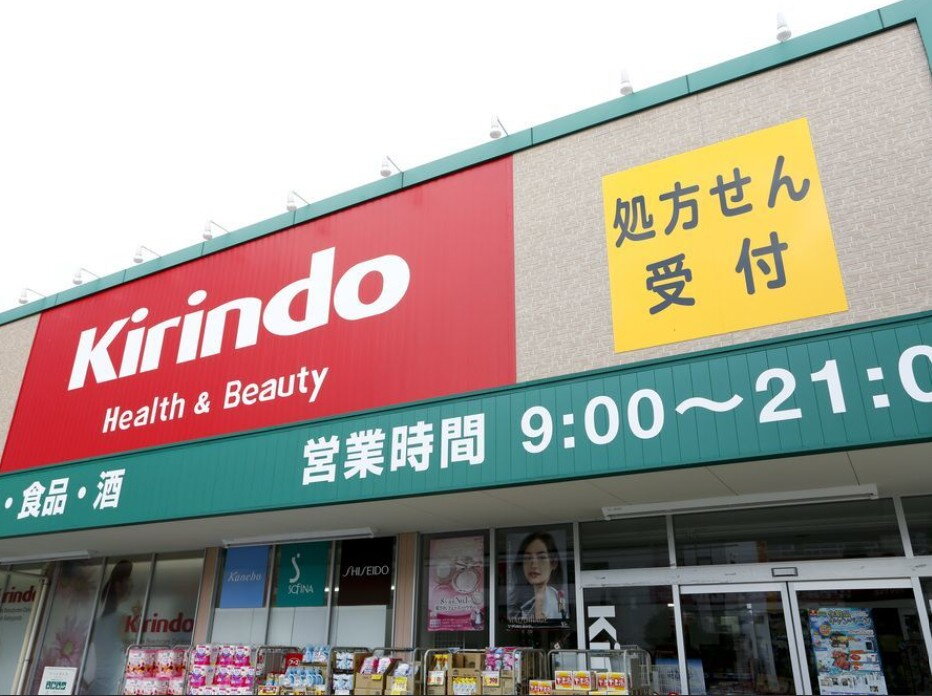 処方せん
受付
Kirindo
Health & Beauty
・食品・酒
営業時間 9:00〜21:0
Kanebo
SOFINA
SHISEIDO
Kirindo